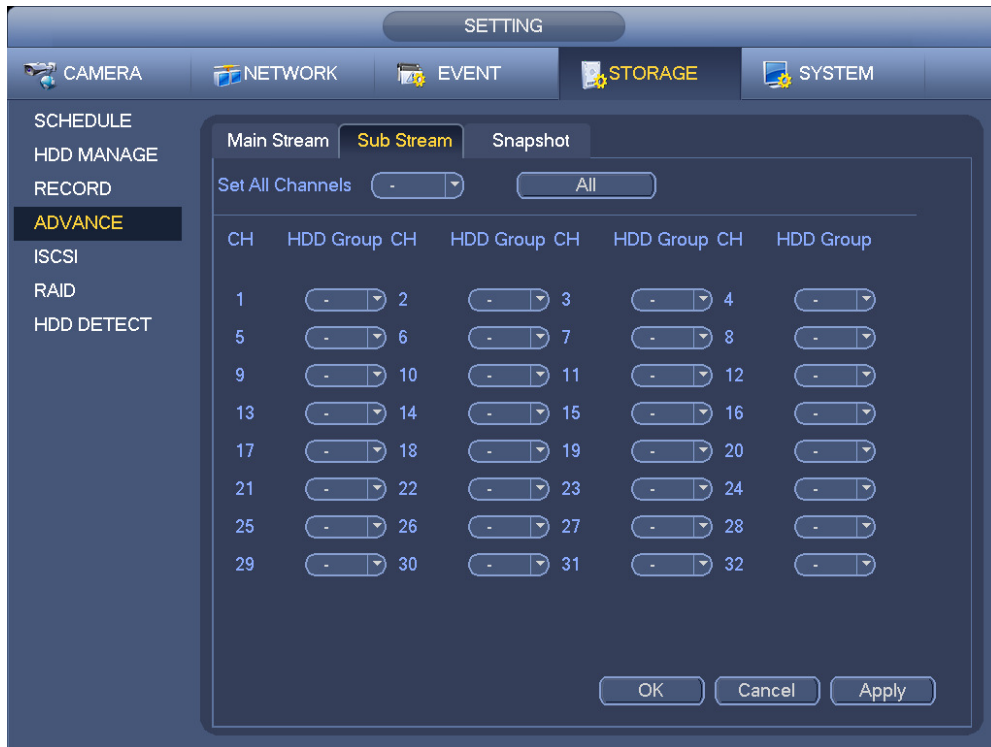 SETTING
CAMERA NETWORK EVENT STORAGE SYSTEM
SCHEDULE
HDD MANAGE
RECORD
ADVANCE
ISCSI
RAID
HDD DETECT
Main Stream Sub Stream Snapshot
Set All Channels - All
CH HDD Group CH HDD Group CH HDD Group CH HDD Group
1 - 2 - 3 - 4 -
5 - 6 - 7 - 8 -
9 - 10 - 11 - 12 -
13 - 14 - 15 - 16 -
17 - 18 - 19 - 20 -
21 - 22 - 23 - 24 -
25 - 26 - 27 - 28 -
29 - 30 - 31 - 32 -
OK Cancel Apply